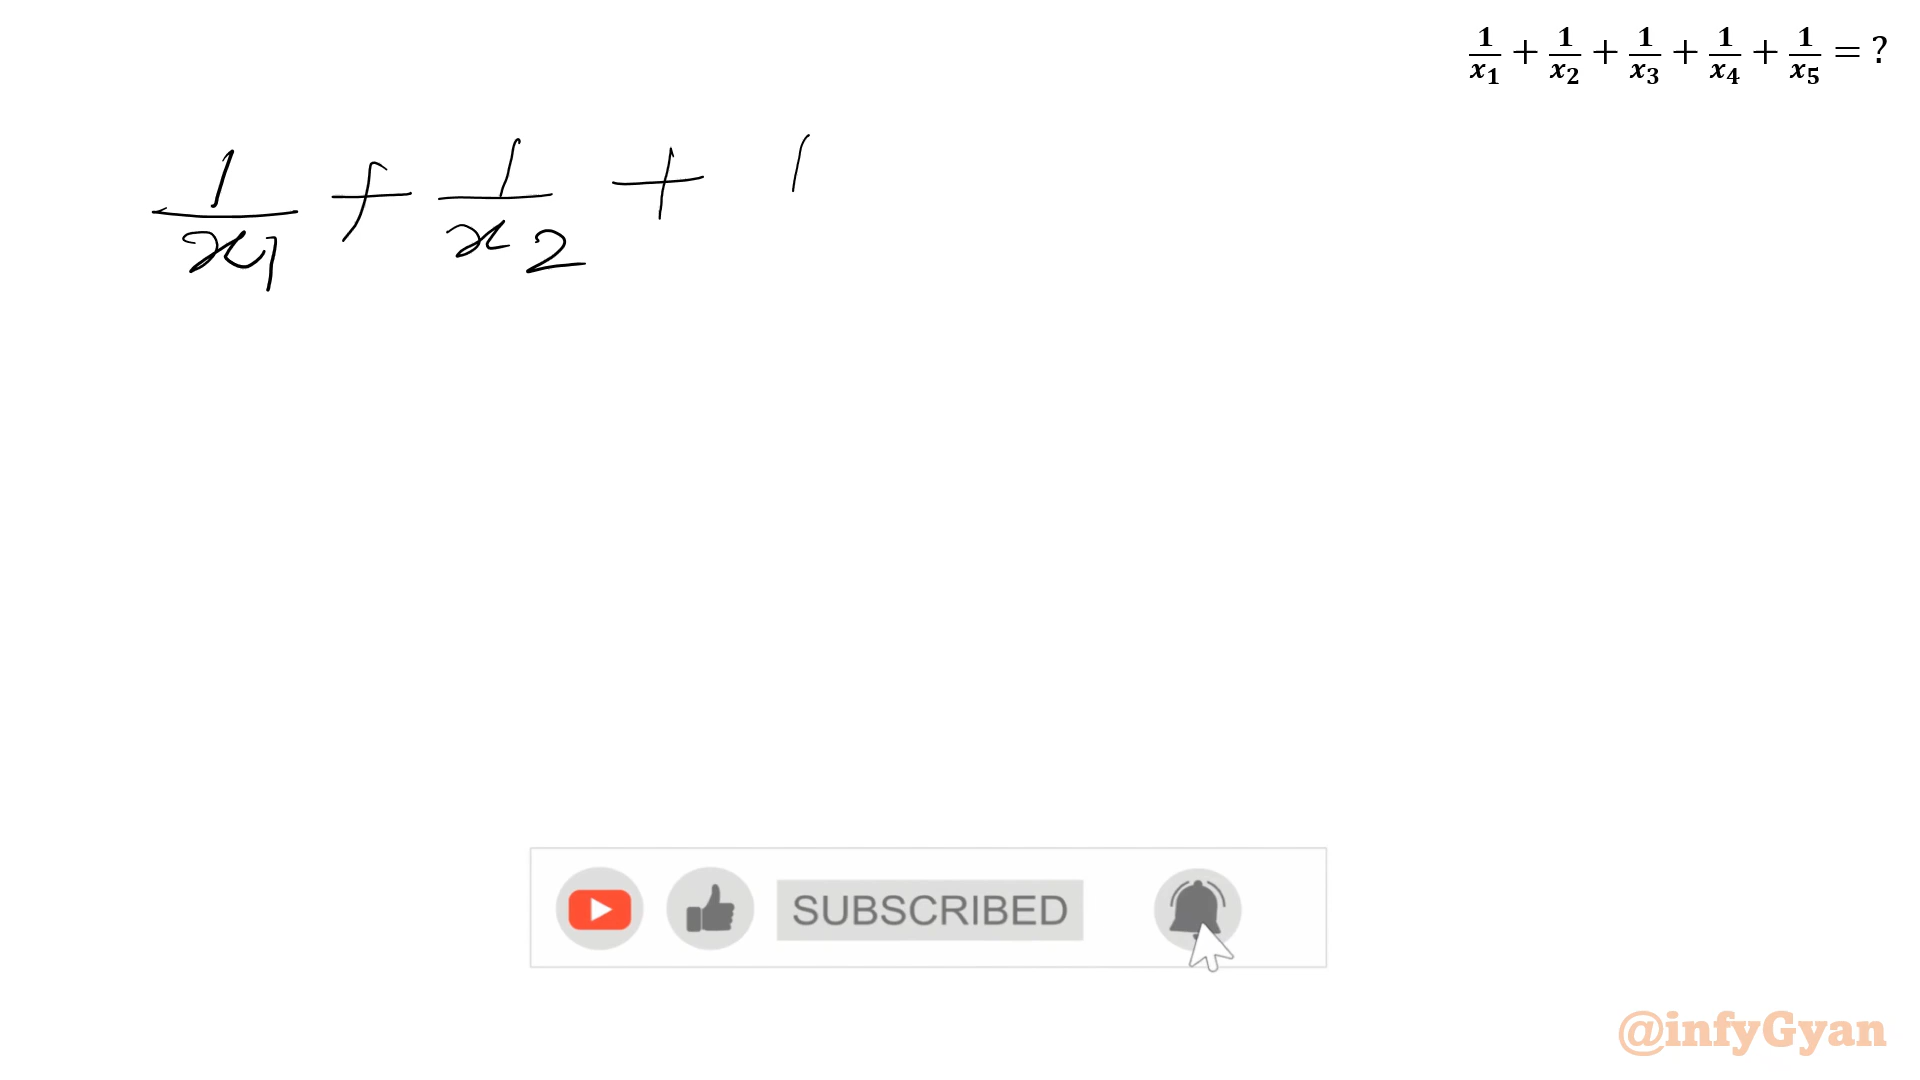 1/x₁ + 1/x₂ + 1/x₃ + 1/x₄ + 1/x₅ = ?
1/x₁ + 1/x₂ + 1
SUBSCRIBED
@infyGyan